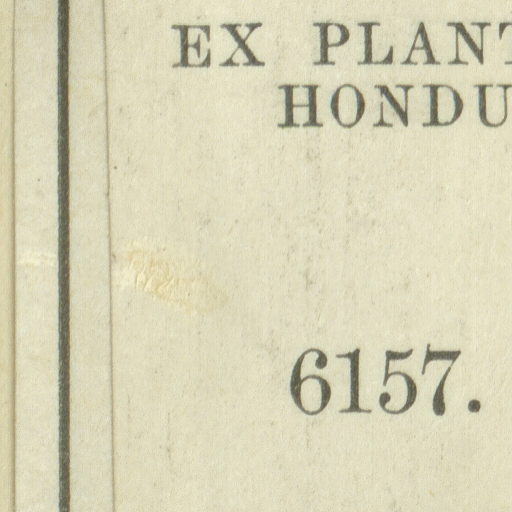 EX PLANT
HONDU
6157.